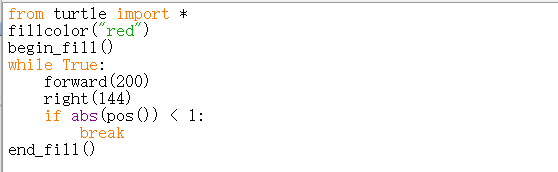 from turtle import *
fillcolor("red")
begin_fill()
while True:
    forward(200)
    right(144)
    if abs(pos()) < 1:
        break
end_fill()